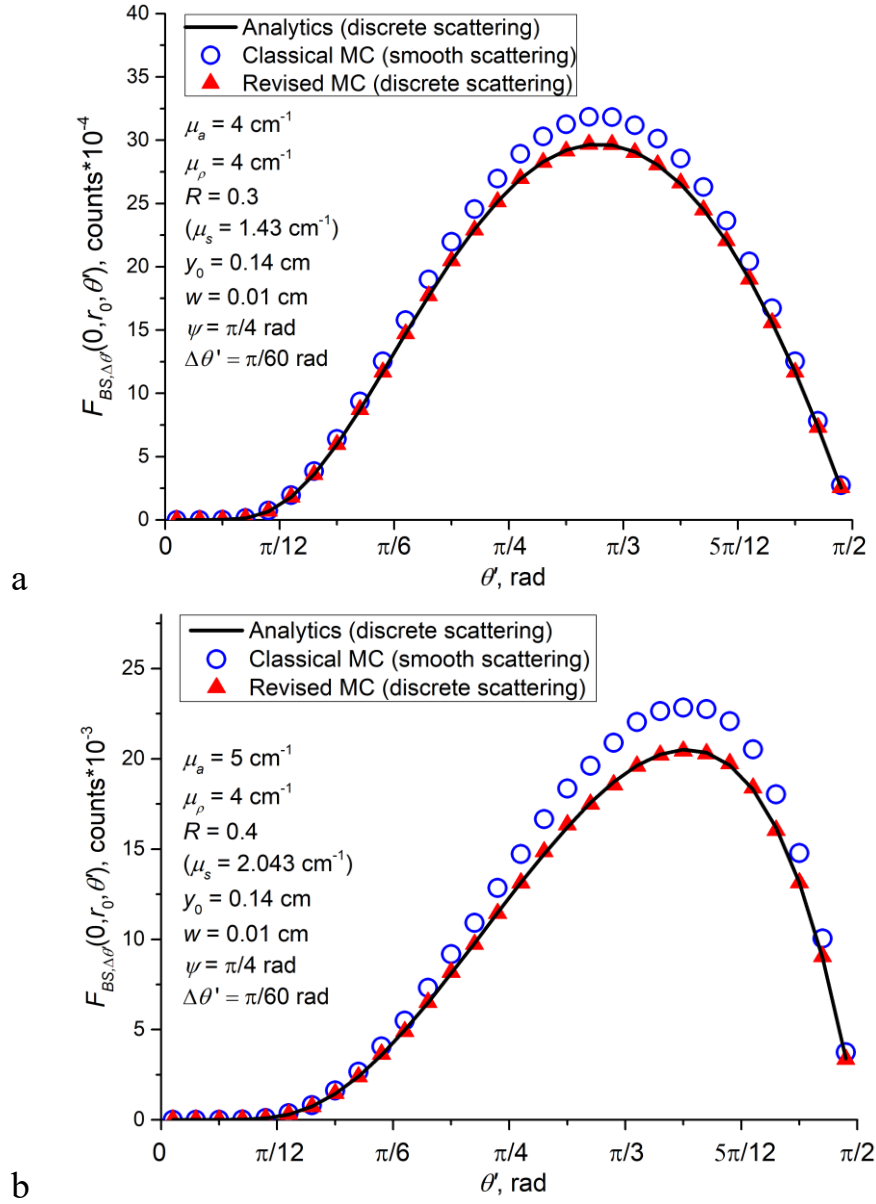 40
35
30
25
20
15
10
5
0
F_BS,Δθ'(0,r₀,θ'), counts*10⁻⁴
Analytics (discrete scattering)
Classical MC (smooth scattering)
Revised MC (discrete scattering)
μₐ = 4 cm⁻¹
μᵨ = 4 cm⁻¹
R = 0.3
(μₛ = 1.43 cm⁻¹)
y₀ = 0.14 cm
w = 0.01 cm
ψ = π/4 rad
Δθ' = π/60 rad
0 π/12 π/6 π/4 π/3 5π/12 π/2
θ', rad
a
25
20
15
10
5
0
F_BS,Δθ'(0,r₀,θ'), counts*10⁻³
Analytics (discrete scattering)
Classical MC (smooth scattering)
Revised MC (discrete scattering)
μₐ = 5 cm⁻¹
μᵨ = 4 cm⁻¹
R = 0.4
(μₛ = 2.043 cm⁻¹)
y₀ = 0.14 cm
w = 0.01 cm
ψ = π/4 rad
Δθ' = π/60 rad
0 π/12 π/6 π/4 π/3 5π/12 π/2
θ', rad
b